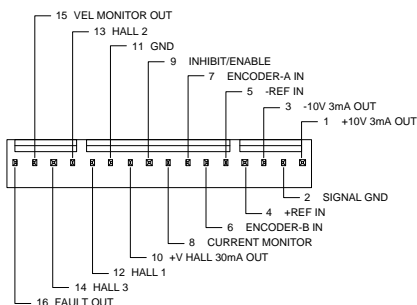 15 VEL MONITOR OUT
13 HALL 2
11 GND
9 INHIBIT/ENABLE
7 ENCODER-A IN
5 -REF IN
3 -10V 3mA OUT
1 +10V 3mA OUT
2 SIGNAL GND
4 +REF IN
6 ENCODER-B IN
8 CURRENT MONITOR
10 +V HALL 30mA OUT
12 HALL 1
14 HALL 3
16 FAULT OUT